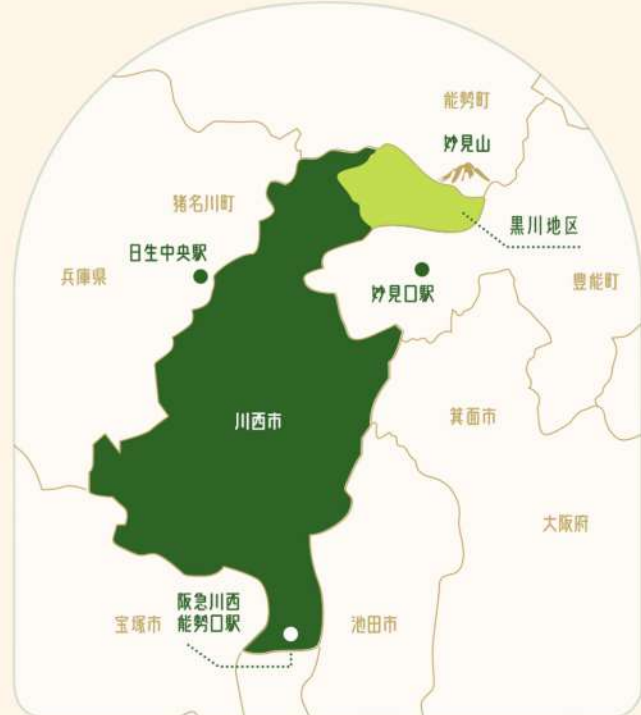 能勢町
妙見山
猪名川町
黒川地区
日生中央駅
兵庫県
妙見口駅
豊能町
川西市
箕面市
大阪府
阪急川西
能勢口駅
宝塚市
池田市